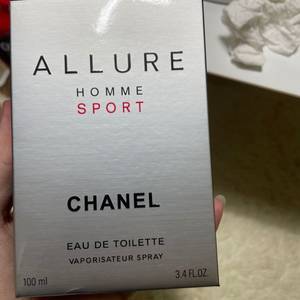 ALLURE
HOMME
SPORT
CHANEL
EAU DE TOILETTE
VAPORISATEUR SPRAY
100 ml 3.4 FL.OZ.